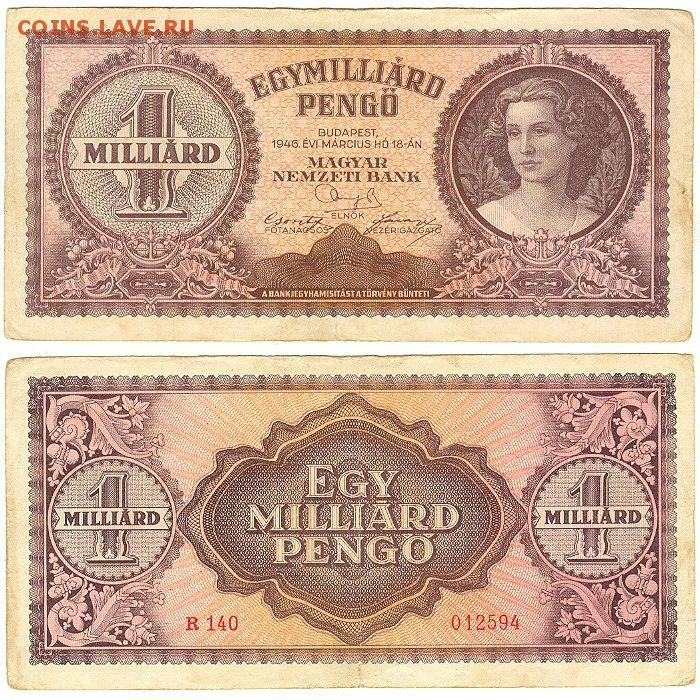 COINS.LAVE.RU
EGYMILLIÁRD
PENGŐ
1
MILLIÁRD
BUDAPEST,
1946. ÉVI MÁRCIUS HÓ 18-ÁN
MAGYAR
NEMZETI BANK
ELNÖK
FŐTANÁCSOS VEZÉRIGAZGATÓ
A BANKJEGYHAMISÍTÁST A TÖRVÉNY BÜNTETI
1
MILLIÁRD
EGY
MILLIÁRD
PENGŐ
1
MILLIÁRD
R 140 012594